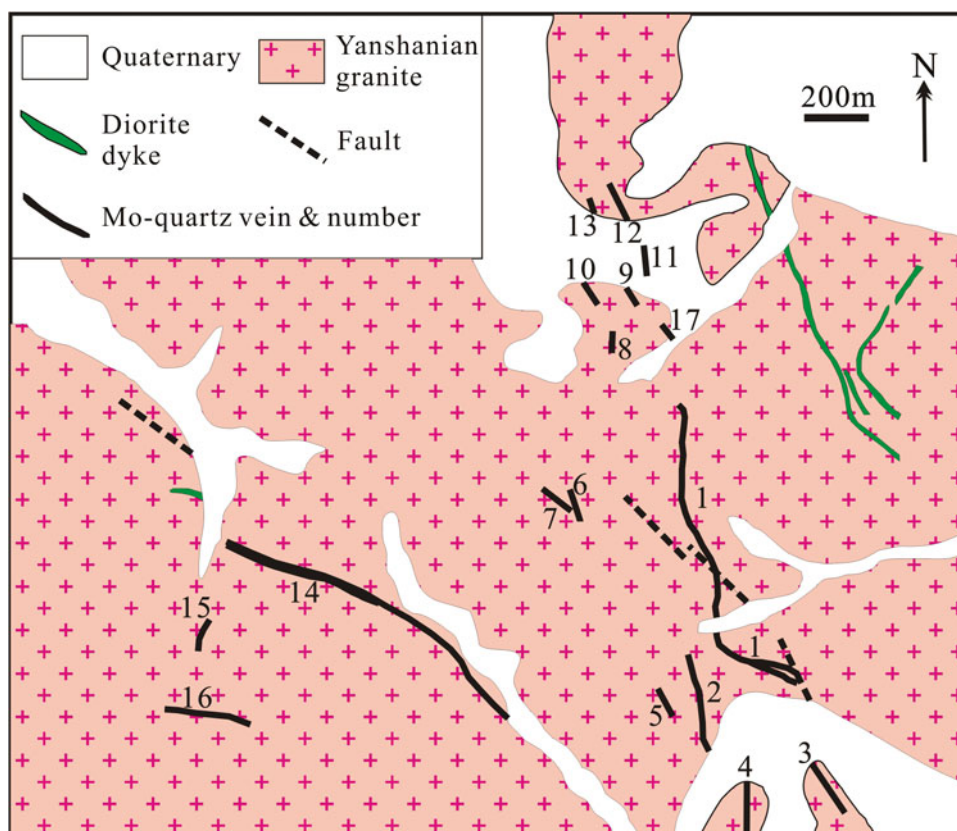 Quaternary
Yanshanian
granite
Diorite
dyke
Fault
Mo-quartz vein & number
200m
N
13
12
11
10
9
17
8
6
7
1
14
15
1
16
2
5
4
3